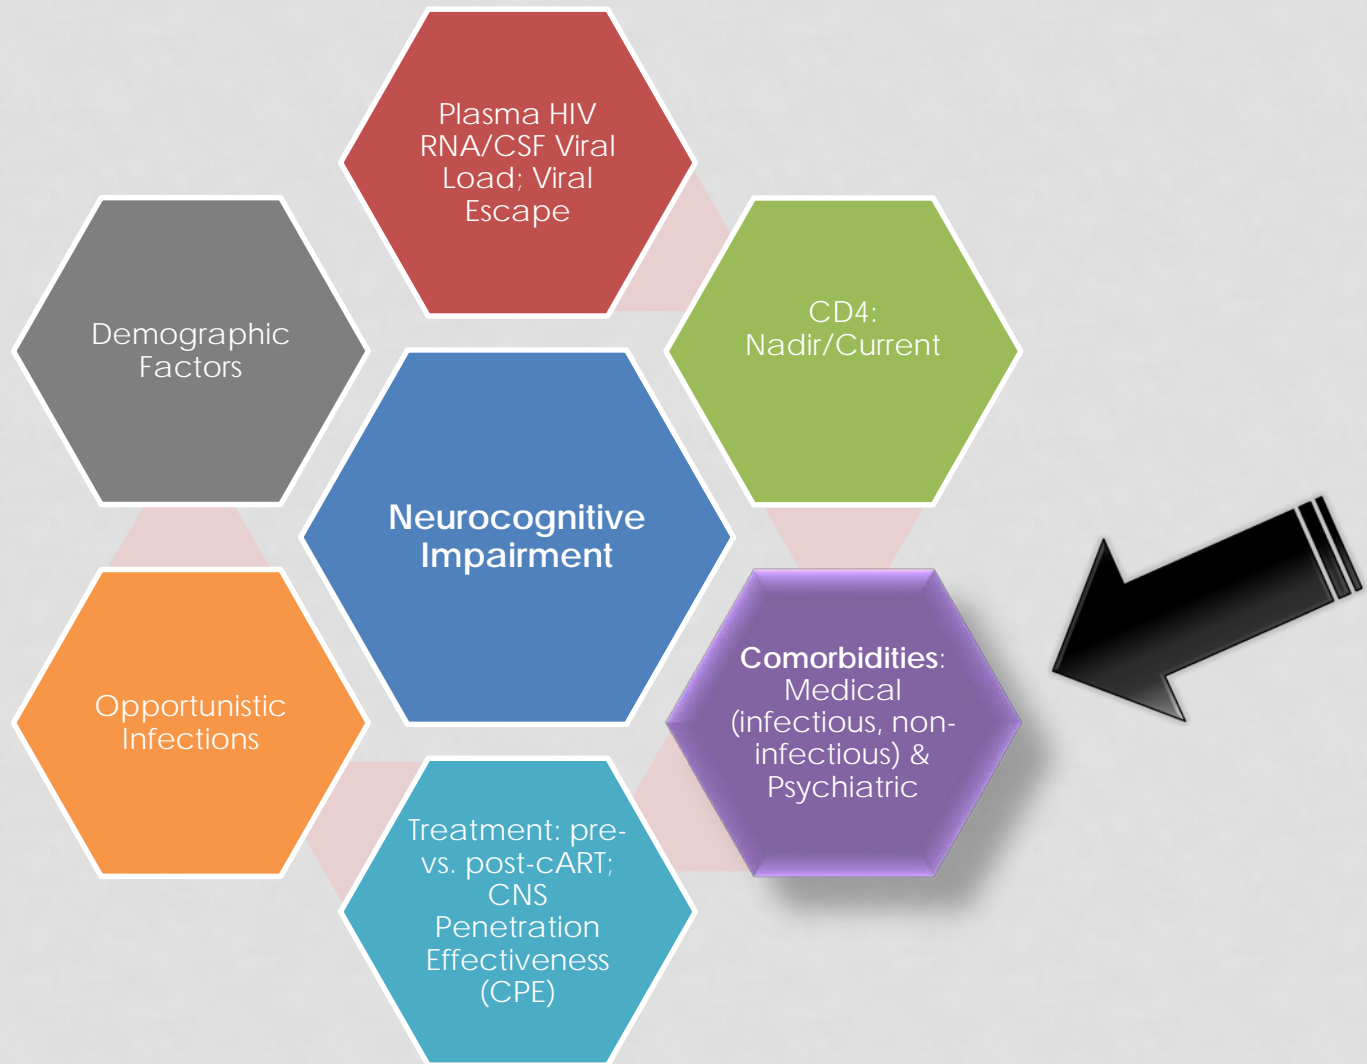 Plasma HIV
RNA/CSF Viral
Load; Viral
Escape
CD4:
Nadir/Current
Demographic
Factors
Neurocognitive
Impairment
Comorbidities:
Medical
(infectious, non-
infectious) &
Psychiatric
Opportunistic
Infections
Treatment: pre-
vs. post-cART;
CNS
Penetration
Effectiveness
(CPE)